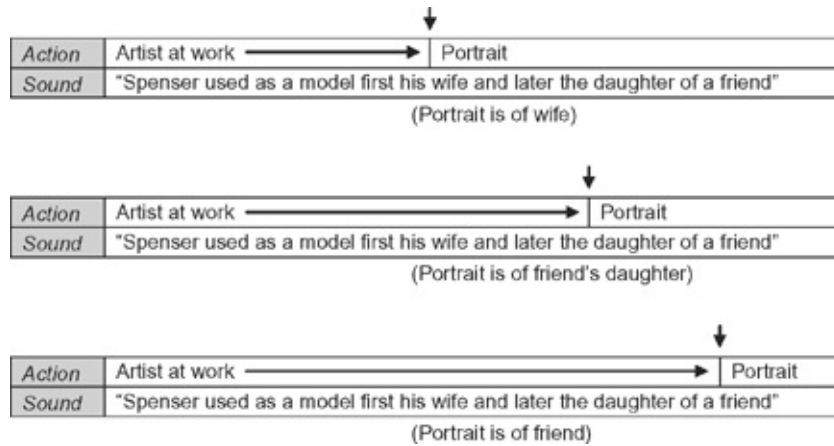 Action Artist at work Portrait
Sound "Spenser used as a model first his wife and later the daughter of a friend"
(Portrait is of wife)
Action Artist at work Portrait
Sound "Spenser used as a model first his wife and later the daughter of a friend"
(Portrait is of friend's daughter)
Action Artist at work Portrait
Sound "Spenser used as a model first his wife and later the daughter of a friend"
(Portrait is of friend)